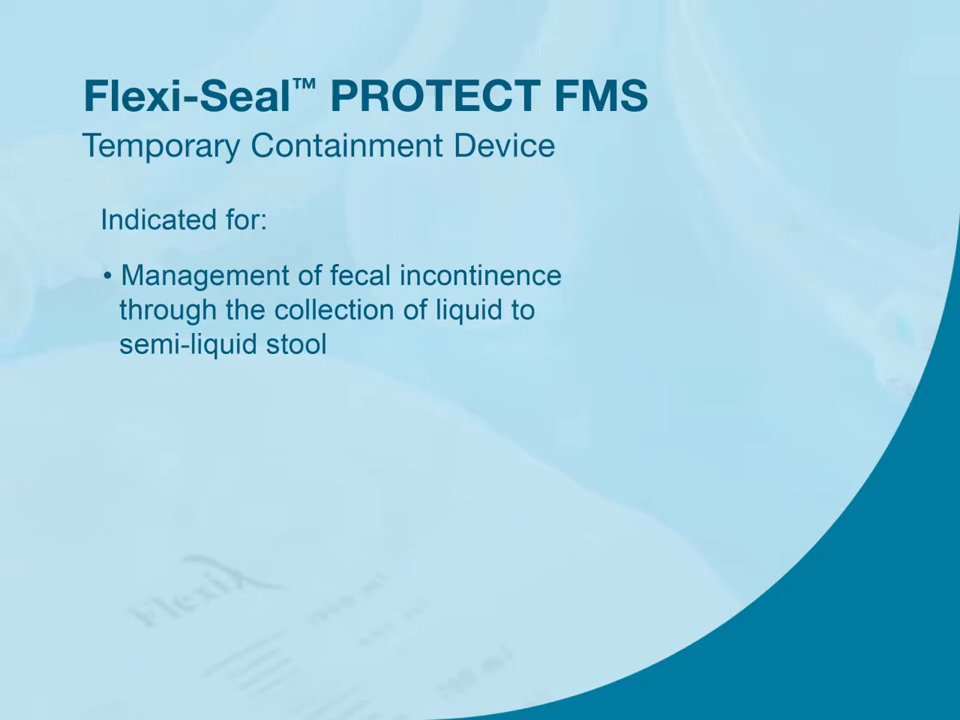 Flexi-Seal™ PROTECT FMS
Temporary Containment Device
Indicated for:
• Management of fecal incontinence
through the collection of liquid to
semi-liquid stool
Flexi